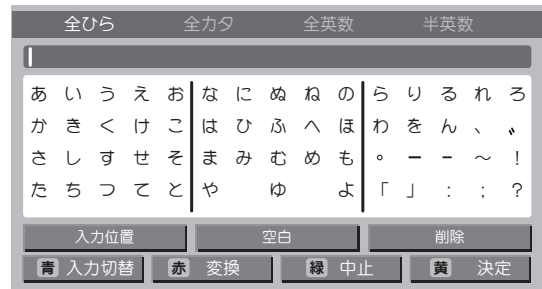 全ひら 全カタ 全英数 半英数
あ い う え お な に ぬ ね の ら り る れ ろ
か き く け こ は ひ ふ へ ほ わ を ん 、 〟
さ し す せ そ ま み む め も 。 ー － ～ ！
た ち つ て と や ゆ よ 「 」 ： ； ？
入力位置 空白 削除
青 入力切替 赤 変換 緑 中止 黄 決定